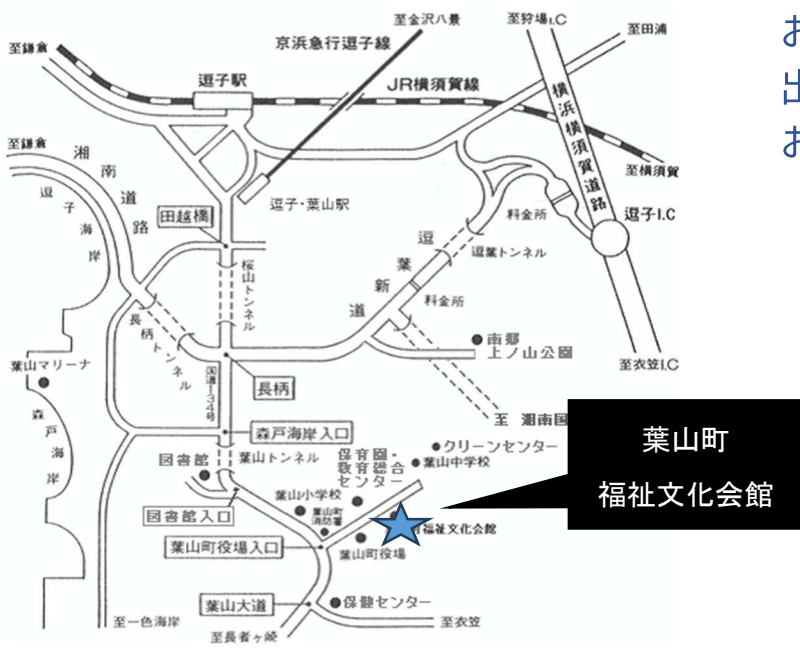 至金沢八景
至狩場I.C
至田浦
お
出
お
至鎌倉
京浜急行逗子線
逗子駅
JR横須賀線
横浜横須賀道路
至鎌倉
湘南道路
至横須賀
逗子海岸
逗子・葉山駅
料金所
逗子I.C
田越橋
逗葉新道
逗葉トンネル
桜山トンネル
料金所
長柄トンネル
南郷
上ノ山公園
葉山マリーナ
国道134号
長柄
至衣笠I.C
森戸海岸
森戸海岸入口
至 湘南国
葉山町
福祉文化会館
クリーンセンター
図書館
葉山トンネル
保育園・
教育総合
センター
葉山中学校
葉山小学校
図書館入口
葉山町
消防署
福祉文化会館
葉山町役場入口
葉山町役場
葉山大道
保健センター
至一色海岸
至衣笠
至長者ヶ崎